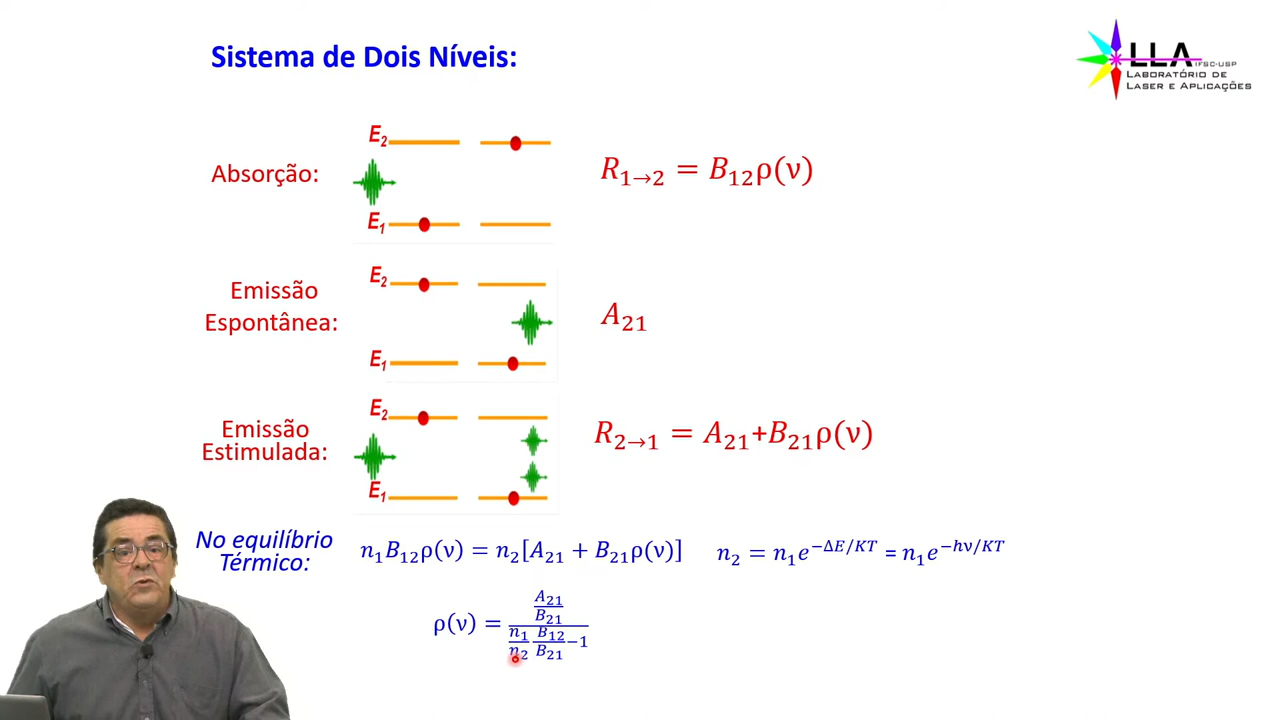 Sistema de Dois Níveis:
LLA IFSC-USP
LABORATÓRIO DE
LASER E APLICAÇÕES
Absorção:
E₂
E₁
R₁→₂ = B₁₂ρ(ν)
Emissão
Espontânea:
E₂
E₁
A₂₁
Emissão
Estimulada:
E₂
E₁
R₂→₁ = A₂₁+B₂₁ρ(ν)
No equilíbrio
Térmico:
n₁B₁₂ρ(ν) = n₂[A₂₁ + B₂₁ρ(ν)]
n₂ = n₁e^(−ΔE/KT) = n₁e^(−hν/KT)
ρ(ν) = (A₂₁/B₂₁)/((n₁/n₂)(B₁₂/B₂₁)−1)